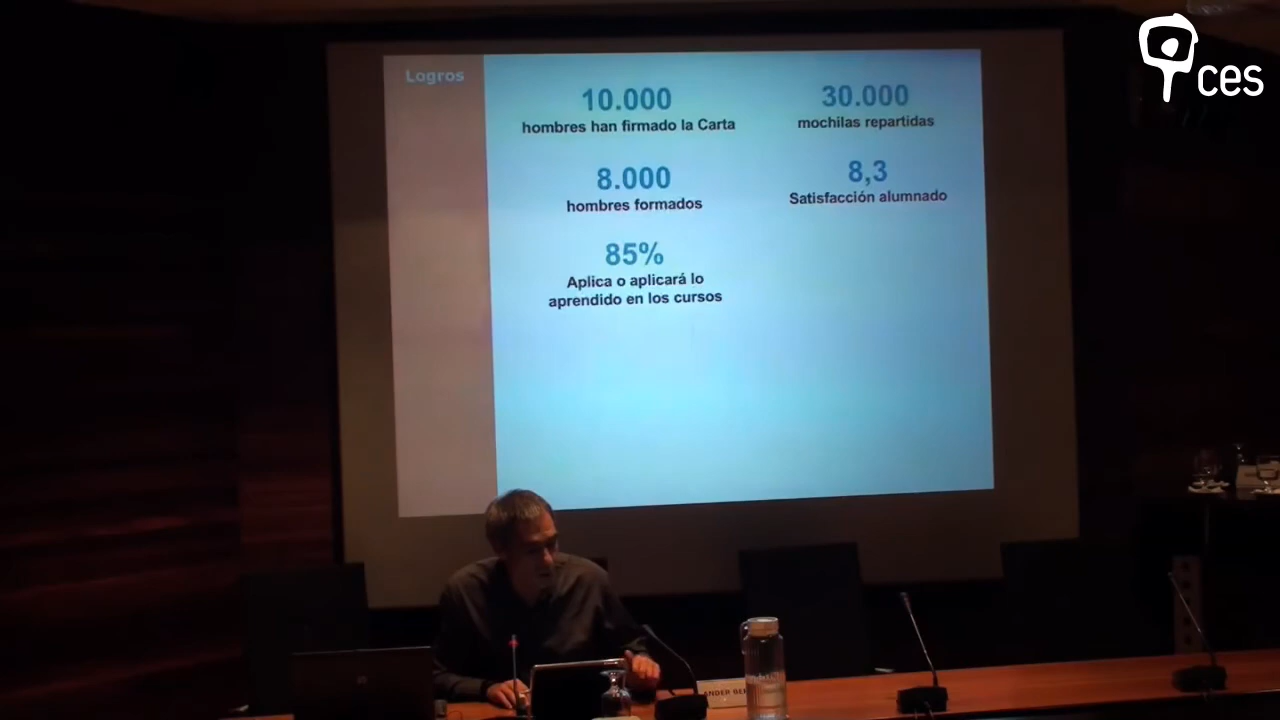 Logros
10.000
hombres han firmado la Carta
30.000
mochilas repartidas
8.000
hombres formados
8,3
Satisfacción alumnado
85%
Aplica o aplicará lo
aprendido en los cursos
ces
ANDER